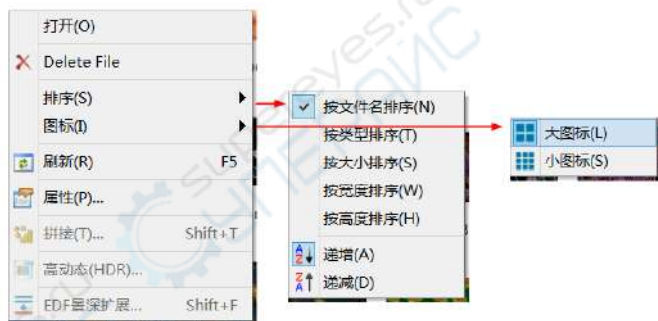 打开(O)
Delete File
排序(S)
图标(I)
刷新(R) F5
属性(P)...
拼接(T)... Shift+T
高动态(HDR)...
EDF景深扩展... Shift+F
按文件名排序(N)
按类型排序(T)
按大小排序(S)
按宽度排序(W)
按高度排序(H)
递增(A)
递减(D)
大图标(L)
小图标(S)